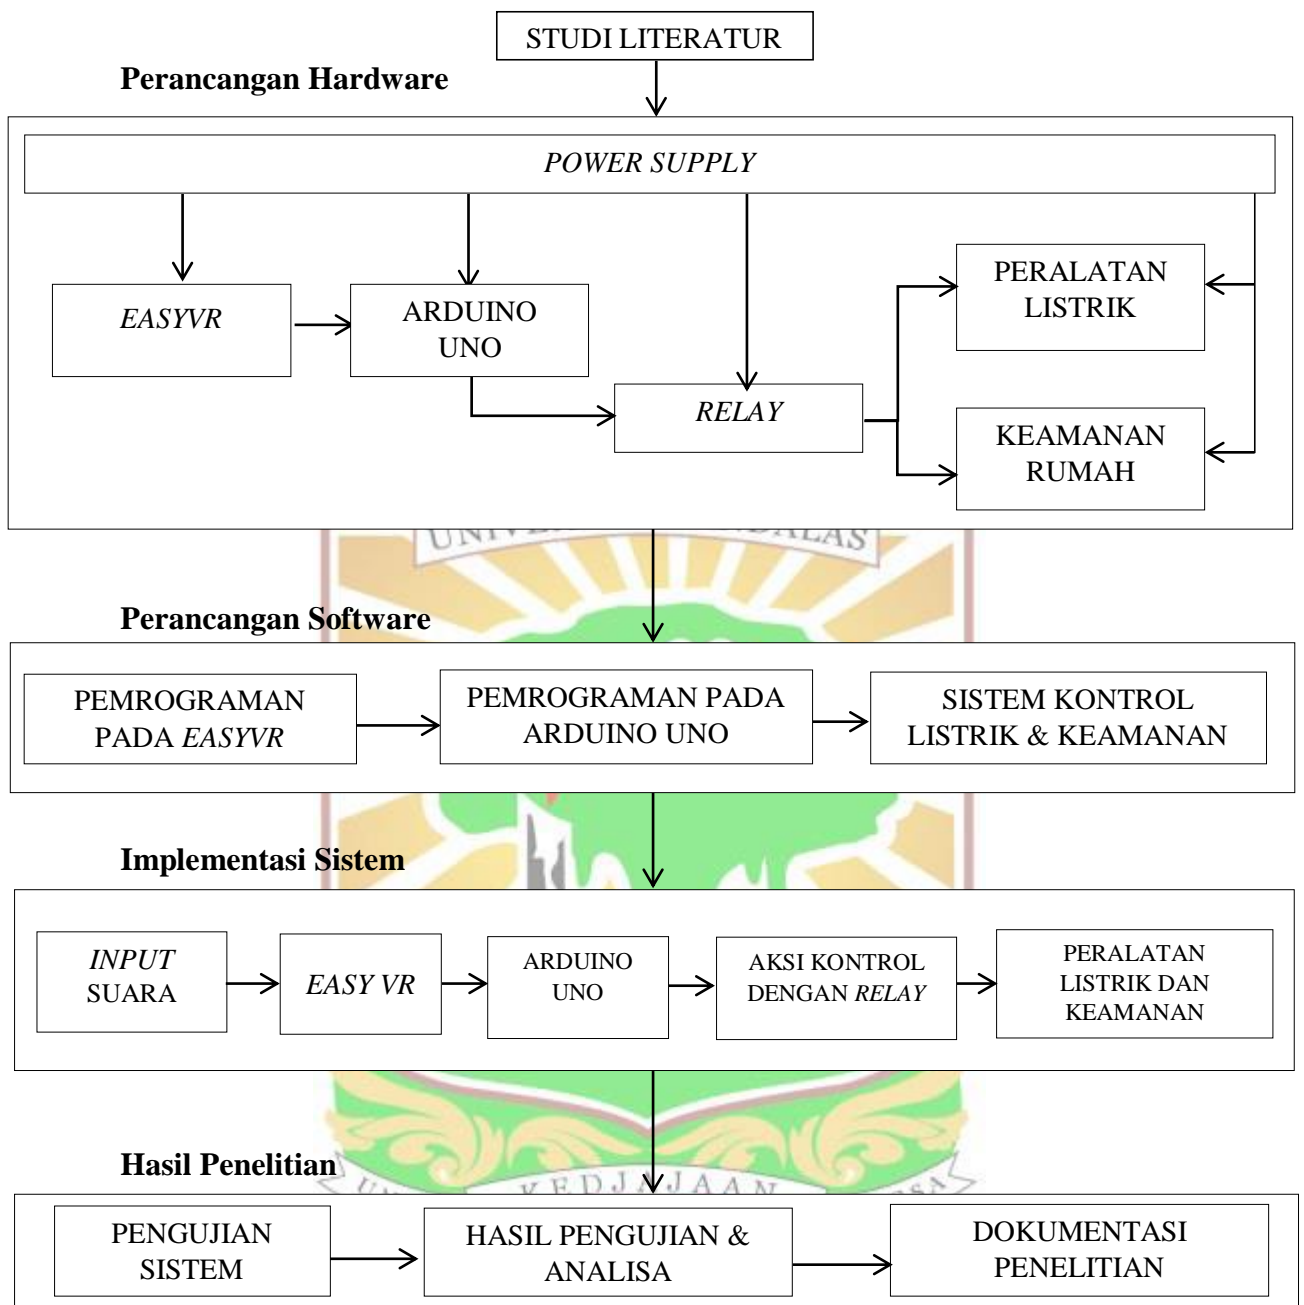 STUDI LITERATUR
Perancangan Hardware
POWER SUPPLY
EASYVR
ARDUINO
UNO
RELAY
PERALATAN
LISTRIK
KEAMANAN
RUMAH
Perancangan Software
PEMROGRAMAN
PADA EASYVR
PEMROGRAMAN PADA
ARDUINO UNO
SISTEM KONTROL
LISTRIK & KEAMANAN
Implementasi Sistem
INPUT
SUARA
EASY VR
ARDUINO
UNO
AKSI KONTROL
DENGAN RELAY
PERALATAN
LISTRIK DAN
KEAMANAN
Hasil Penelitian
KEDJAJAAN
PENGUJIAN
SISTEM
HASIL PENGUJIAN &
ANALISA
DOKUMENTASI
PENELITIAN